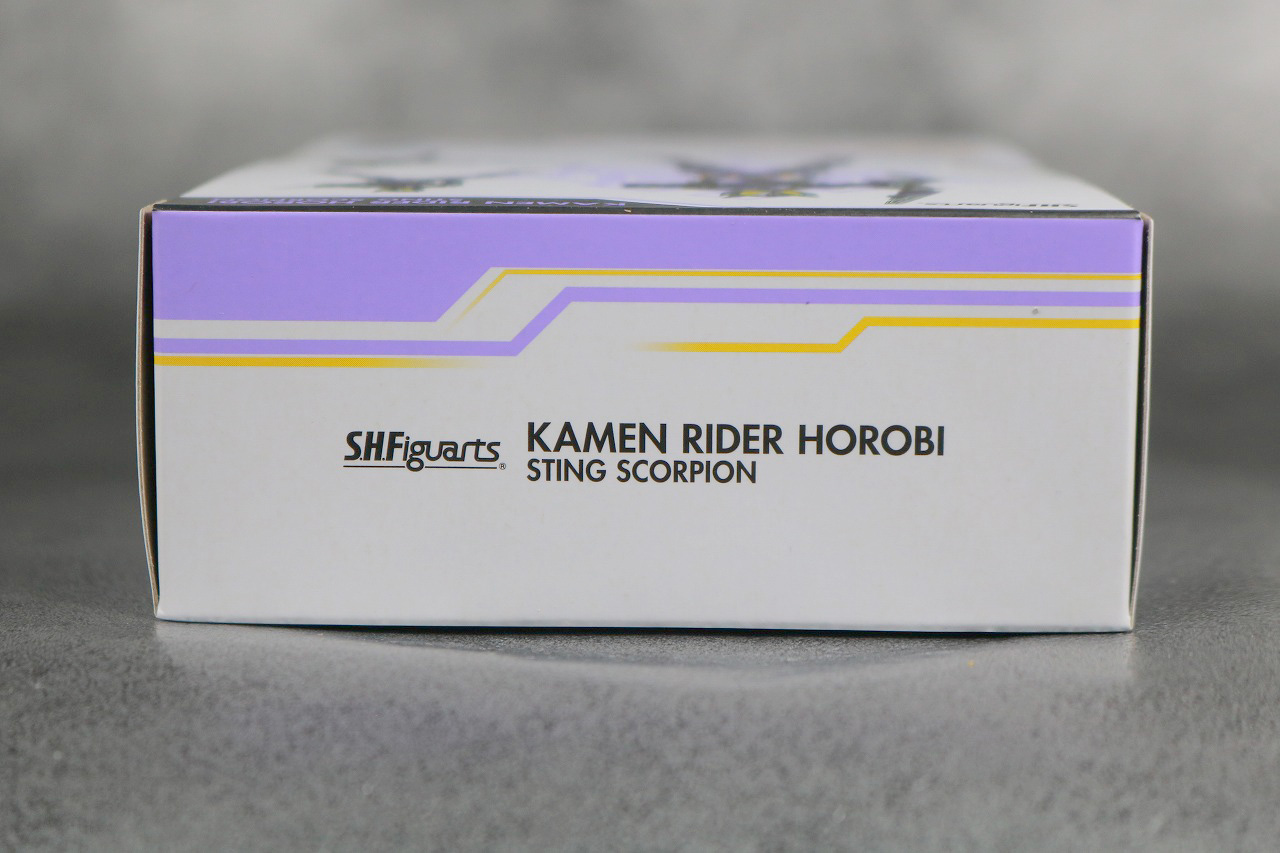 S.H.Figuarts®
KAMEN RIDER HOROBI
STING SCORPION